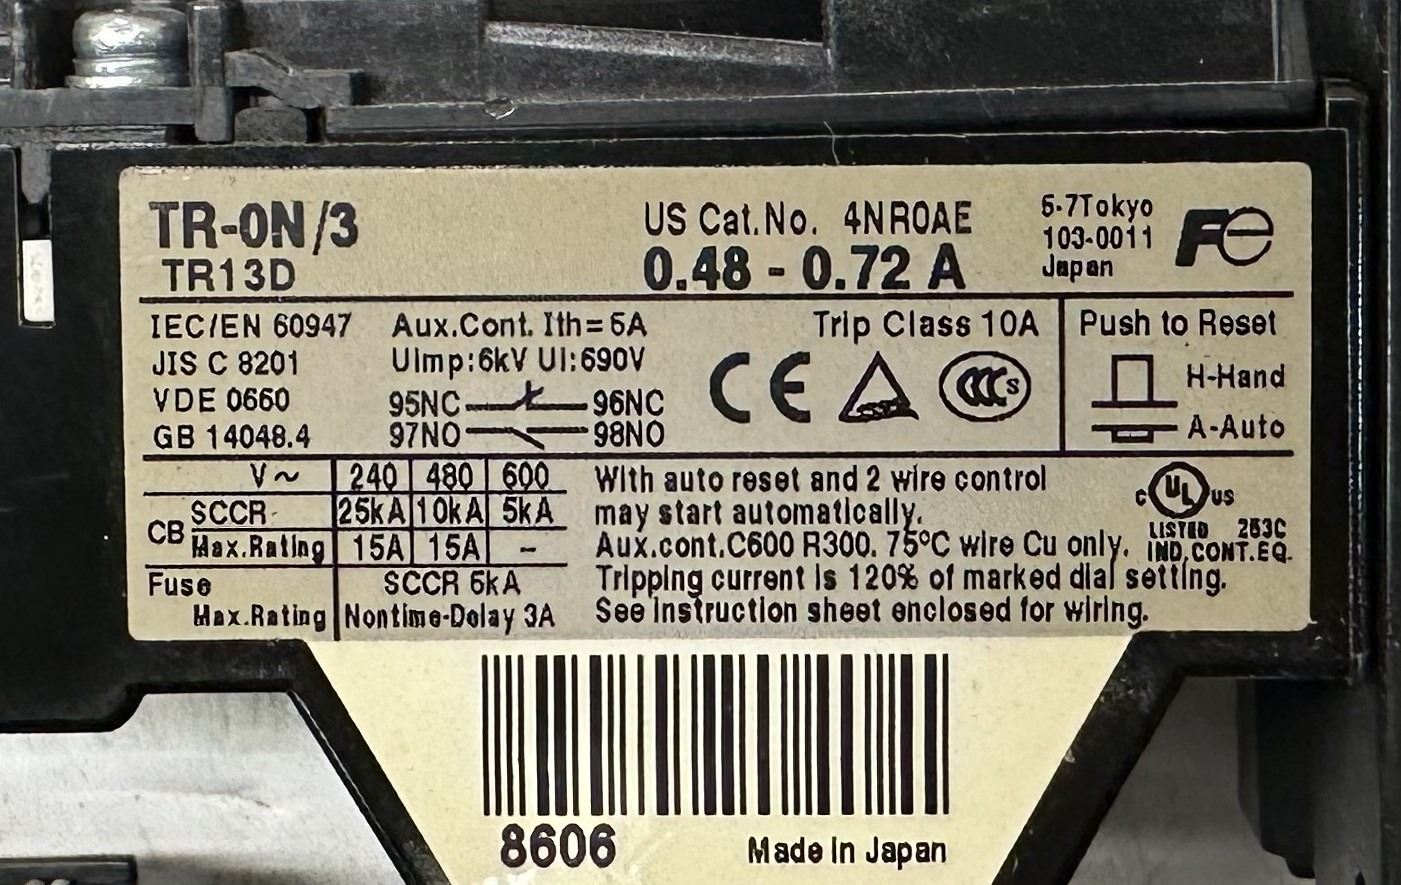 TR-0N/3
TR13D
US Cat.No. 4NR0AE
0.48 - 0.72 A
5-7Tokyo
103-0011
Japan
Fe
IEC/EN 60947
JIS C 8201
VDE 0660
GB 14048.4
Aux.Cont. Ith=5A
Uimp:6kV Ui:690V
95NC 96NC
97NO 98NO
Trip Class 10A
CE
CCC S
Push to Reset
H-Hand
A-Auto
V~ 240 480 600
CB SCCR 25kA 10kA 5kA
Max.Rating 15A 15A -
Fuse SCCR 5kA
Max.Rating Nontime-Delay 3A
With auto reset and 2 wire control
may start automatically.
Aux.cont.C600 R300. 75°C wire Cu only.
Tripping current is 120% of marked dial setting.
See instruction sheet enclosed for wiring.
c UL us
LISTED 253C
IND.CONT.EQ.
8606
Made in Japan